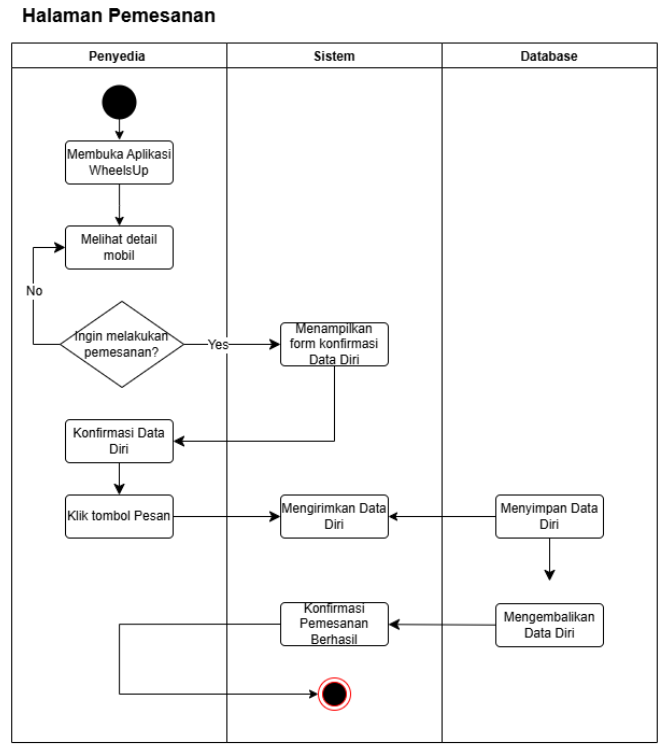 Halaman Pemesanan
Penyedia
Sistem
Database
Membuka Aplikasi
WheelsUp
Melihat detail
mobil
No
Ingin melakukan
pemesanan?
Yes
Menampilkan
form konfirmasi
Data Diri
Konfirmasi Data
Diri
Klik tombol Pesan
Mengirimkan Data
Diri
Menyimpan Data
Diri
Konfirmasi
Pemesanan
Berhasil
Mengembalikan
Data Diri